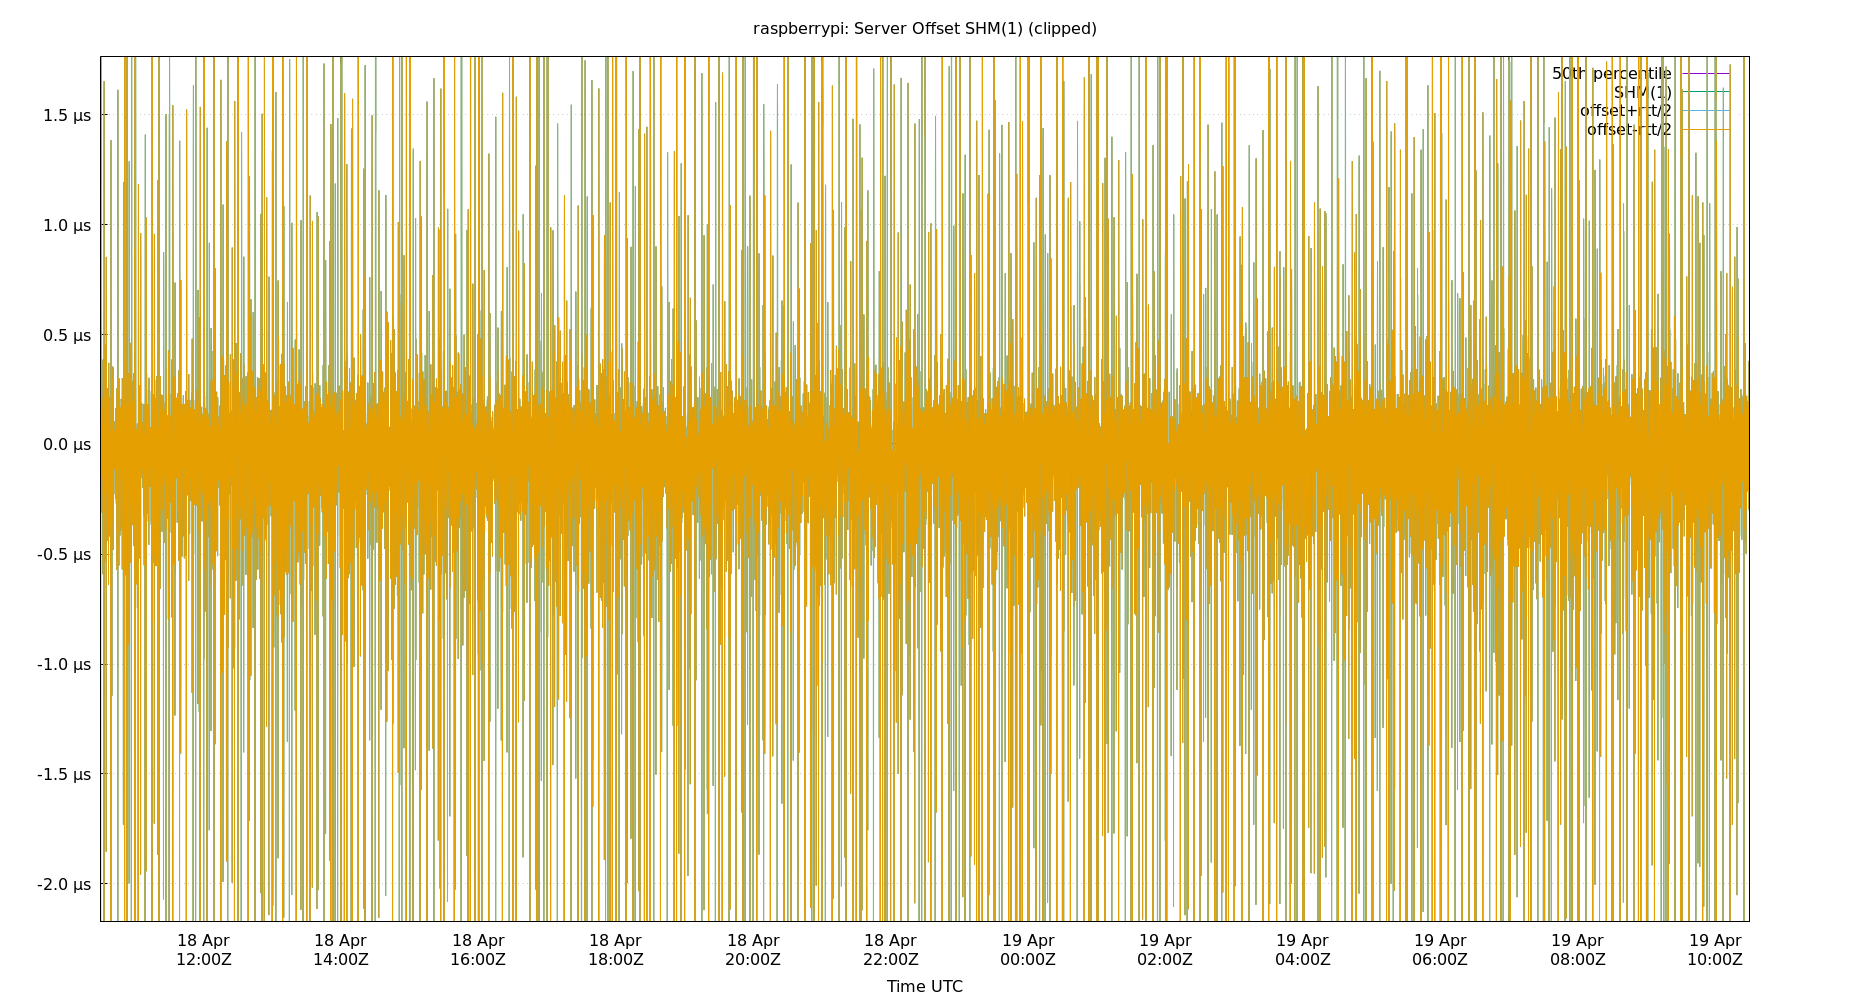 raspberrypi: Server Offset SHM(1) (clipped)
50th percentile
SHM(1)
offset+rtt/2
offset-rtt/2
1.5 µs
1.0 µs
0.5 µs
0.0 µs
-0.5 µs
-1.0 µs
-1.5 µs
-2.0 µs
18 Apr 18 Apr 18 Apr 18 Apr 18 Apr 18 Apr 19 Apr 19 Apr 19 Apr 19 Apr 19 Apr 19 Apr
12:00Z 14:00Z 16:00Z 18:00Z 20:00Z 22:00Z 00:00Z 02:00Z 04:00Z 06:00Z 08:00Z 10:00Z
Time UTC